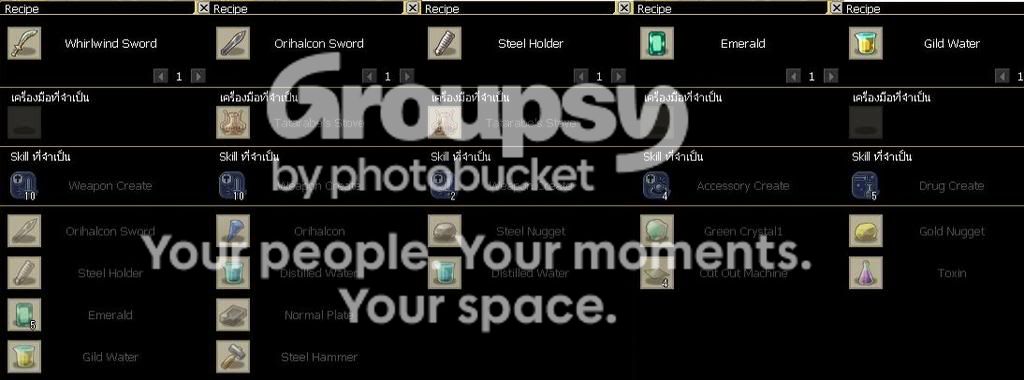 Recipe Recipe Recipe Recipe Recipe
Whirlwind Sword Orihalcon Sword Steel Holder Emerald Gild Water
1 1 1 1 1
เครื่องมือที่จำเป็น เครื่องมือที่จำเป็น เครื่องมือที่จำเป็น เครื่องมือที่จำเป็น เครื่องมือที่จำเป็น
Tatarabe's Stove Tatarabe's Stove
Groupsy
by photobucket
Skill ที่จำเป็น Skill ที่จำเป็น Skill ที่จำเป็น Skill ที่จำเป็น Skill ที่จำเป็น
10 Weapon Create 10 Weapon Create 2 Weapon Create 4 Accessory Create 5 Drug Create
Orihalcon Sword Orihalcon Steel Nugget Green Crystal1 Gold Nugget
Your people. Your moments.
Steel Holder Distilled Water Distilled Water 4 Cut Out Machine Toxin
Your space.
5 Emerald Normal Plate
Gild Water Steel Hammer